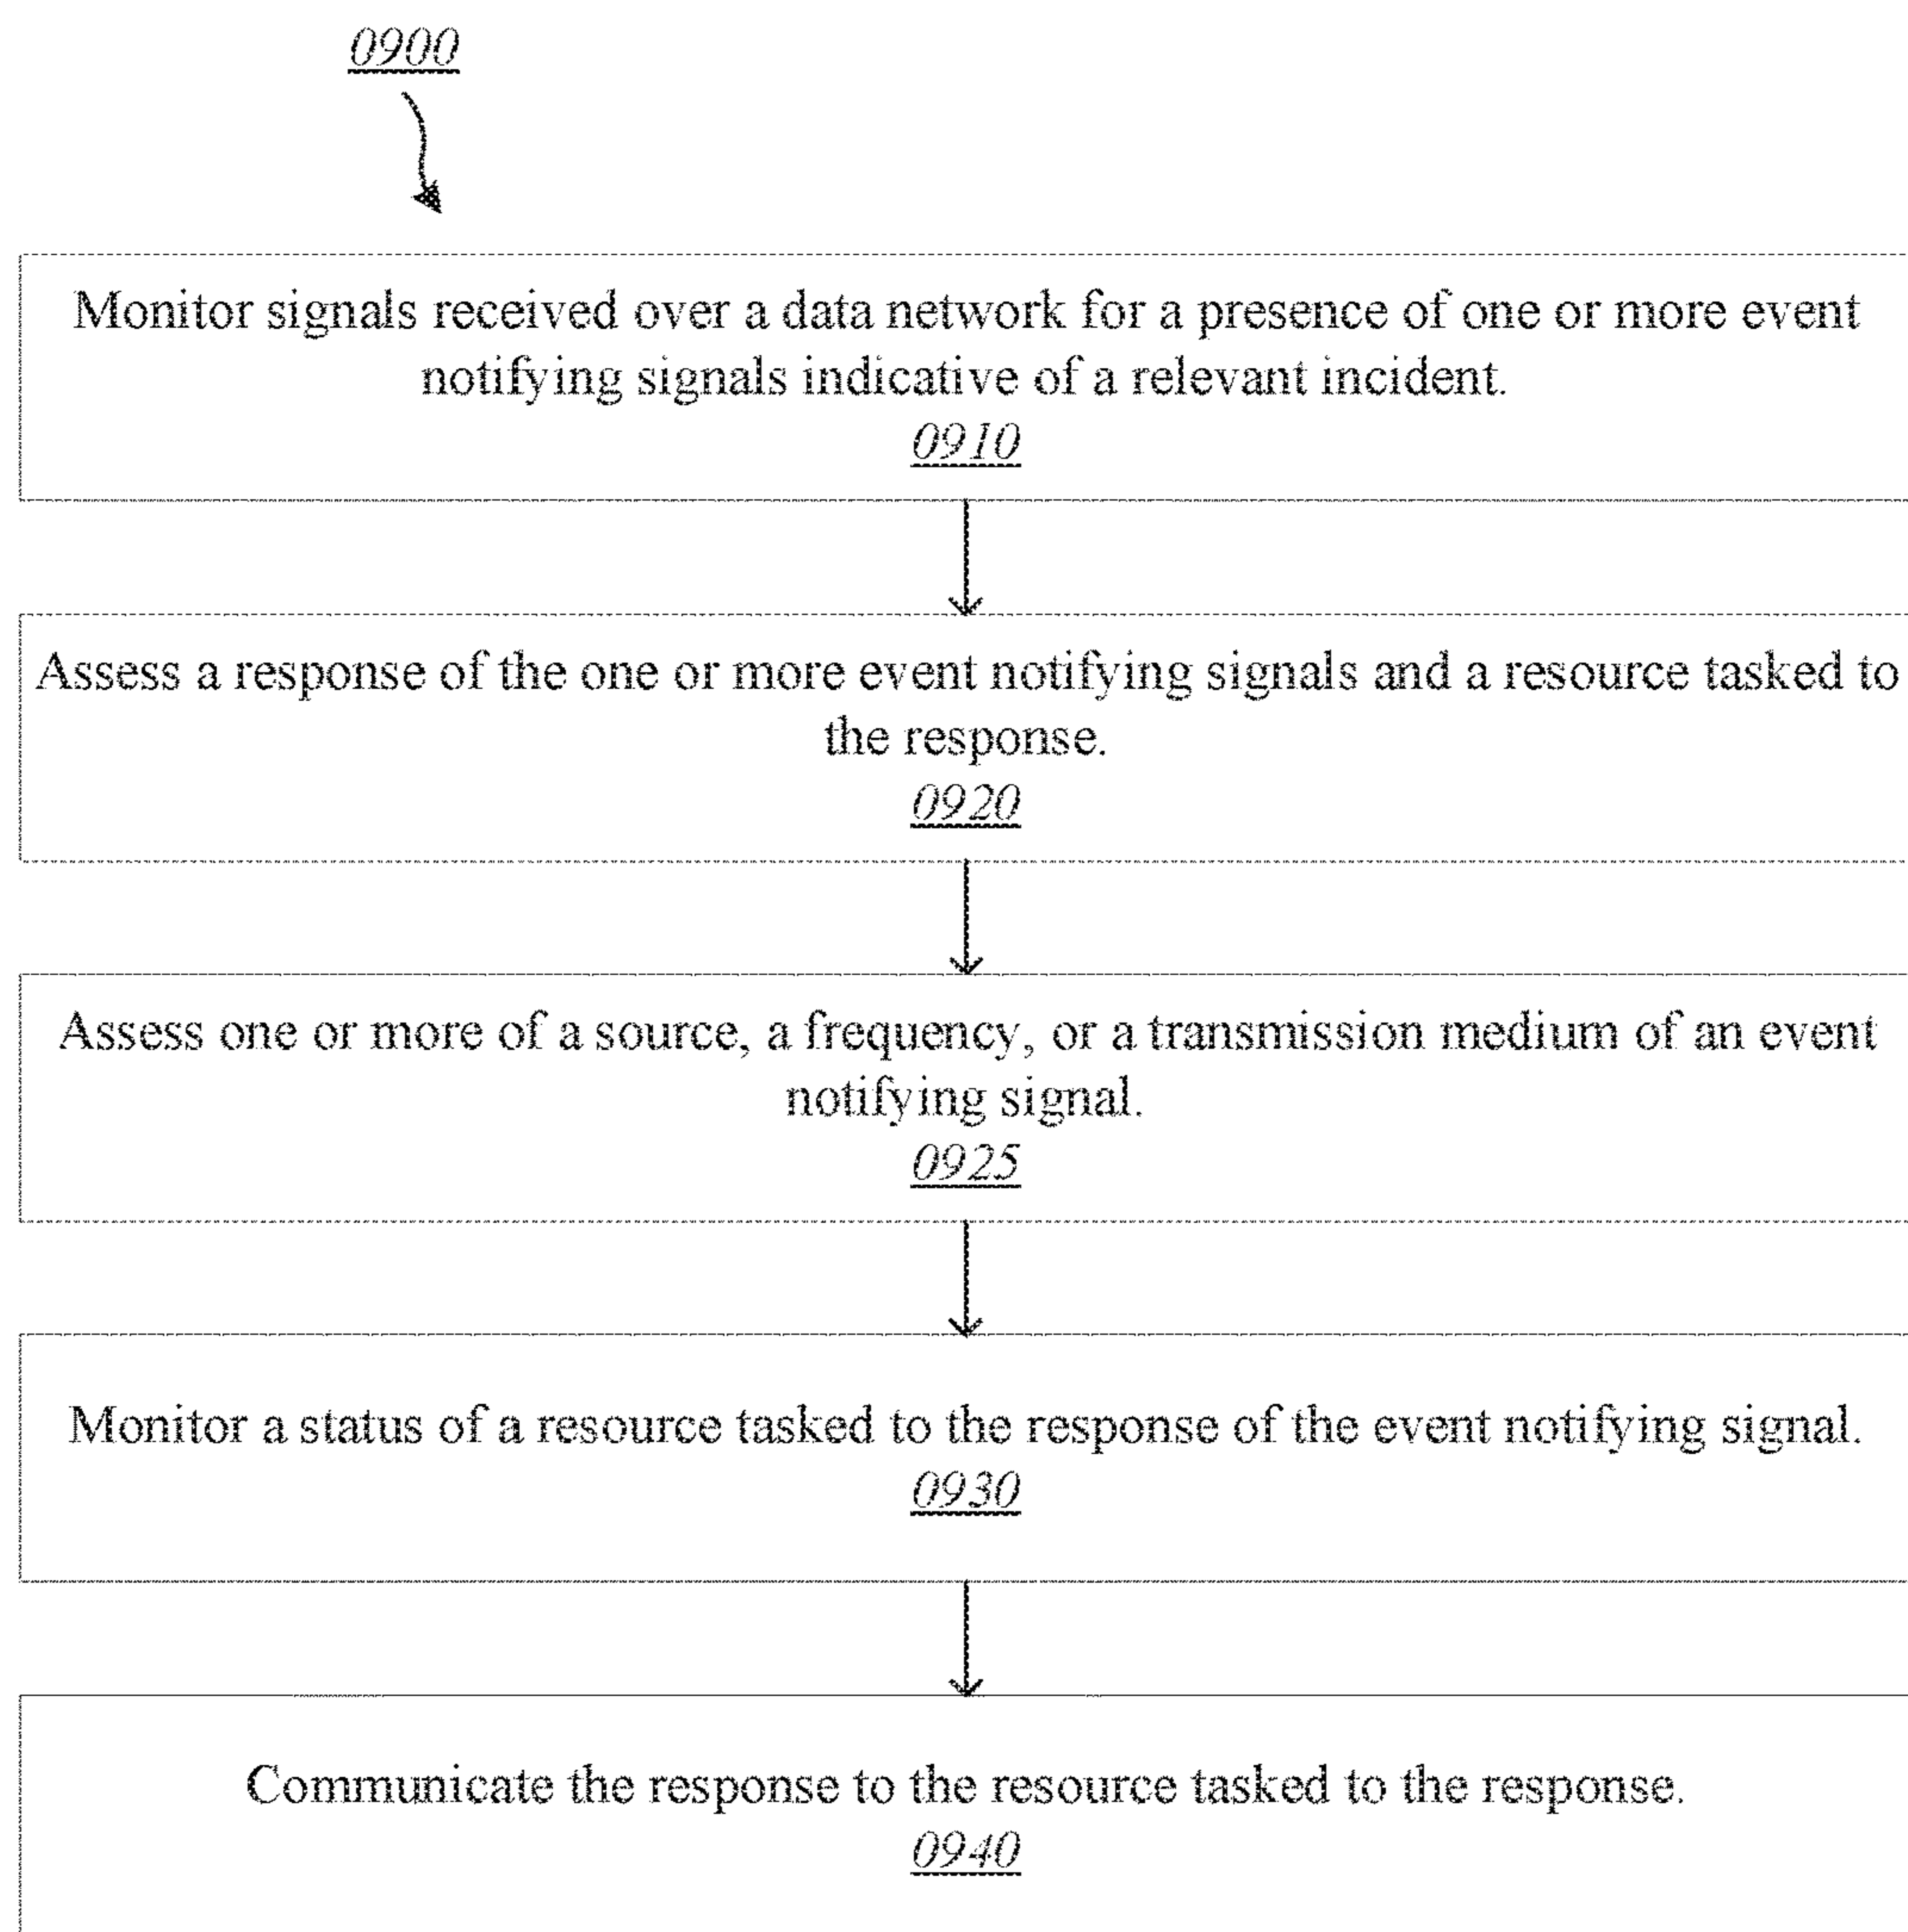 0900
Monitor signals received over a data network for a presence of one or more event
notifying signals indicative of a relevant incident.
0910
Assess a response of the one or more event notifying signals and a resource tasked to
the response.
0920
Assess one or more of a source, a frequency, or a transmission medium of an event
notifying signal.
0925
Monitor a status of a resource tasked to the response of the event notifying signal.
0930
Communicate the response to the resource tasked to the response.
0940